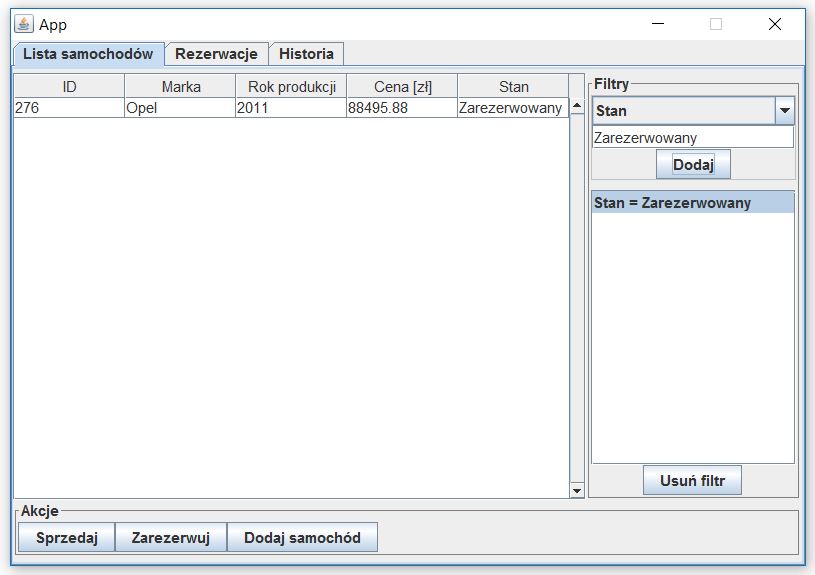 App
Lista samochodów Rezerwacje Historia
ID Marka Rok produkcji Cena [zł] Stan
276 Opel 2011 88495.88 Zarezerwowany
Filtry
Stan
Zarezerwowany
Dodaj
Stan = Zarezerwowany
Usuń filtr
Akcje
Sprzedaj Zarezerwuj Dodaj samochód